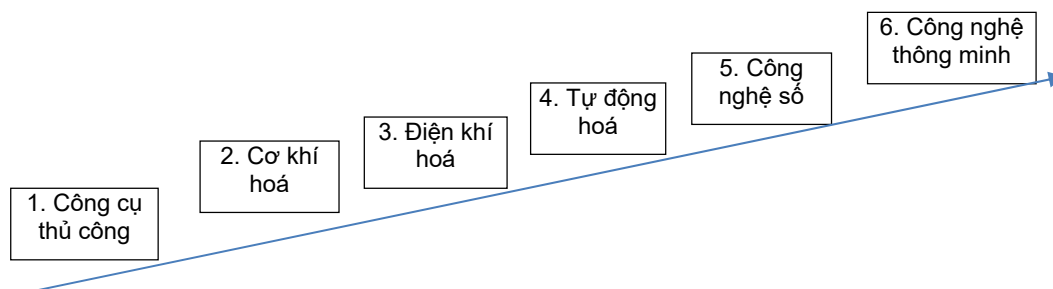 1. Công cụ
thủ công
2. Cơ khí
hoá
3. Điện khí
hoá
4. Tự động
hoá
5. Công
nghệ số
6. Công nghệ
thông minh